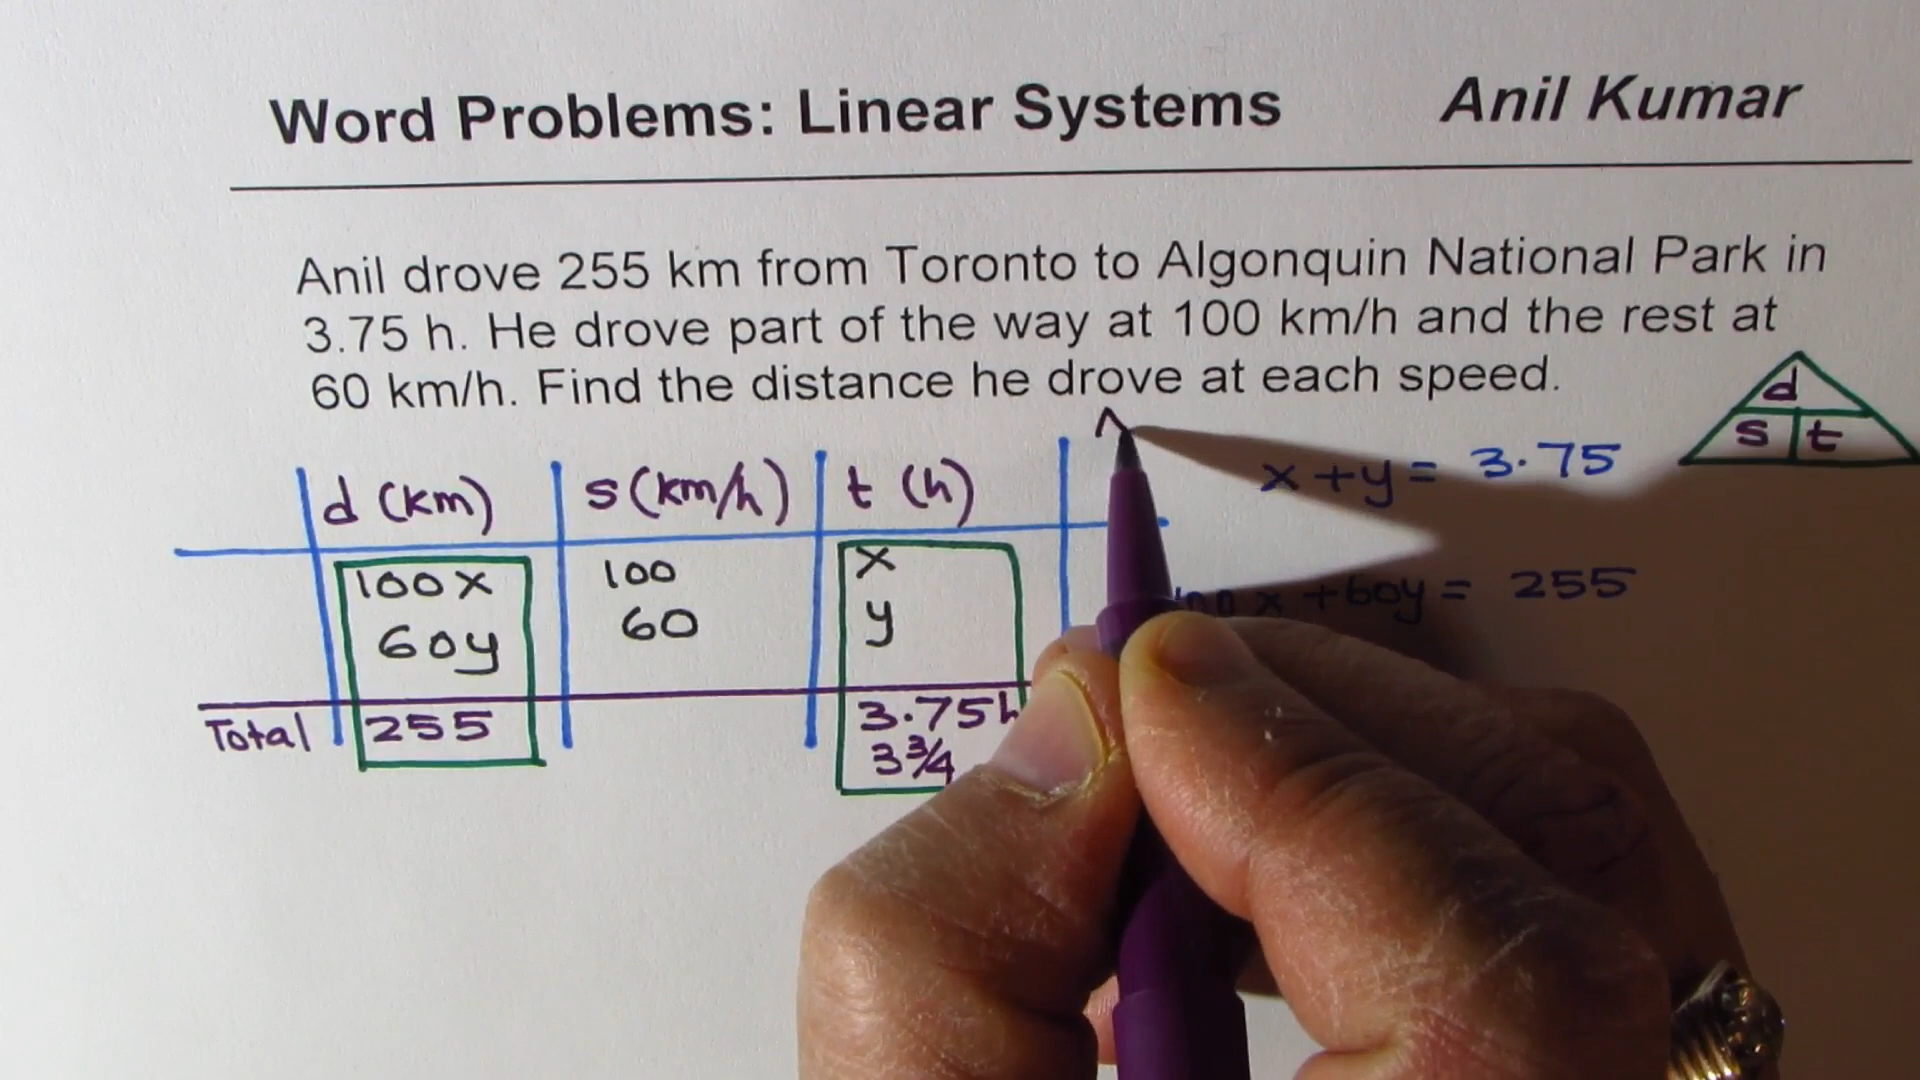 Word Problems: Linear Systems Anil Kumar
Anil drove 255 km from Toronto to Algonquin National Park in
3.75 h. He drove part of the way at 100 km/h and the rest at
60 km/h. Find the distance he drove at each speed.
d
s t
x + y = 3.75
d (km) s (km/h) t (h)
100x 100 x
100x + 60y = 255
60y 60 y
Total 255 3.75h
3 3/4